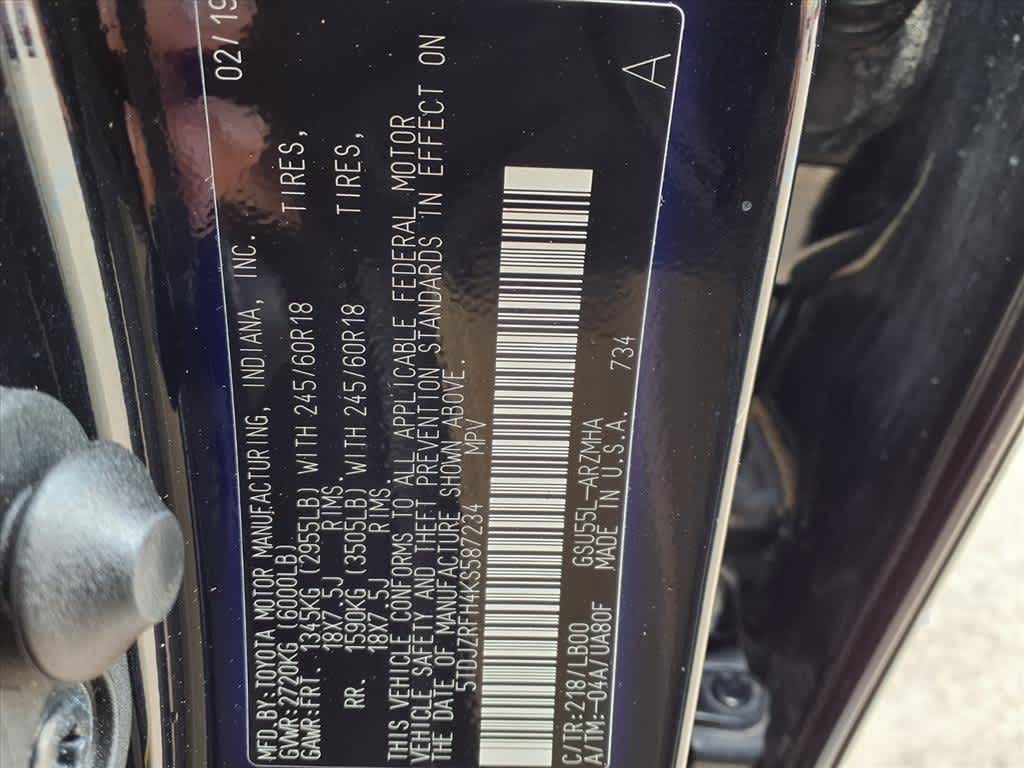 MFD.BY:TOYOTA MOTOR MANUFACTURING, INDIANA, INC. 02/19
GVWR:2720KG (6000LB)
GAWR:FRT. 1345KG (2955LB) WITH 245/60R18 TIRES,
18X7.5J RIMS.
RR. 1590KG (3505LB) WITH 245/60R18 TIRES,
18X7.5J RIMS.
THIS VEHICLE CONFORMS TO ALL APPLICABLE FEDERAL MOTOR
VEHICLE SAFETY AND THEFT PREVENTION STANDARDS IN EFFECT ON
THE DATE OF MANUFACTURE SHOWN ABOVE.
5TDJZRFH4KS587234 MPV
C/TR:218/LB00 GSU55L-ARZMHA
A/TM:-04A/UA80F MADE IN U.S.A. 734 A